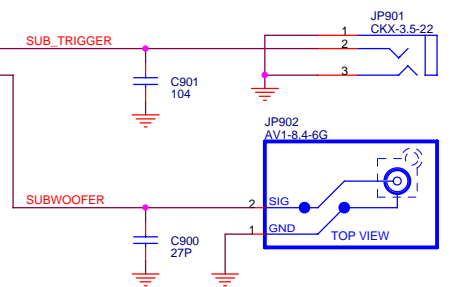 JP901
CKX-3.5-22
SUB_TRIGGER
1
2
3
C901
104
JP902
AV1-8.4-6G
SUBWOOFER
2
SIG
1
GND
TOP VIEW
C900
27P